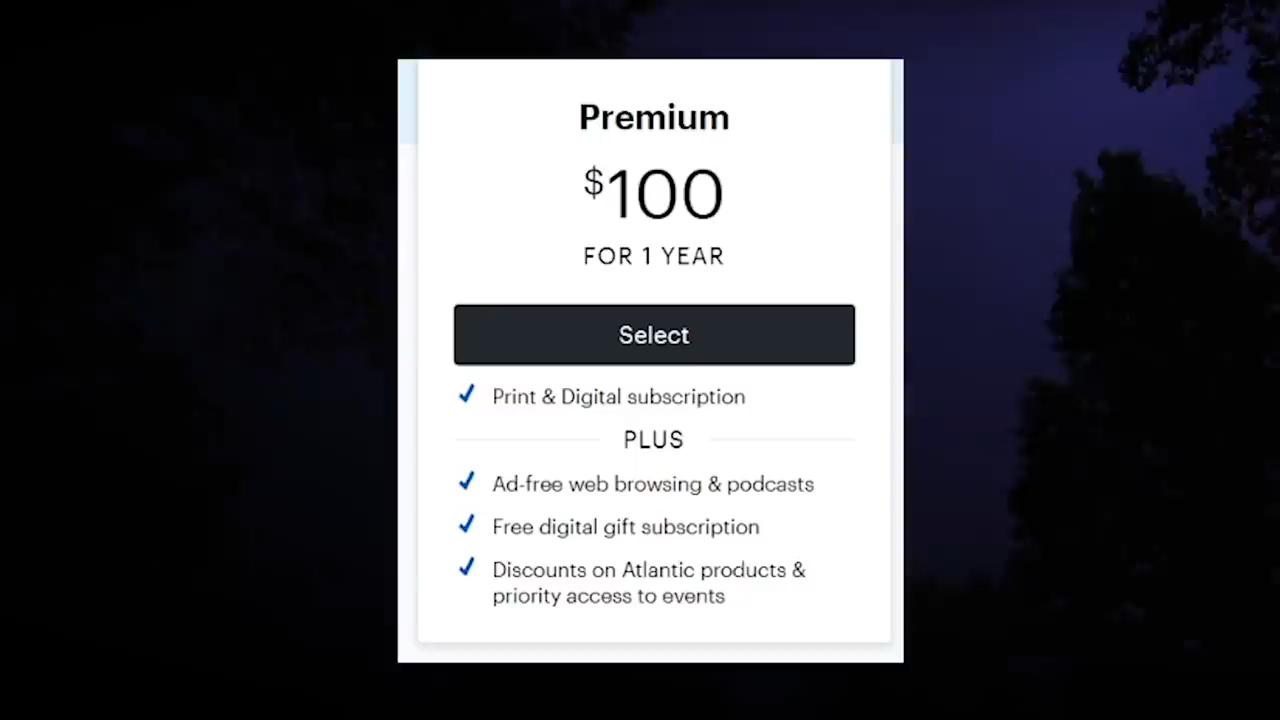 Premium
$100
FOR 1 YEAR
Select
Print & Digital subscription
PLUS
Ad-free web browsing & podcasts
Free digital gift subscription
Discounts on Atlantic products &
priority access to events